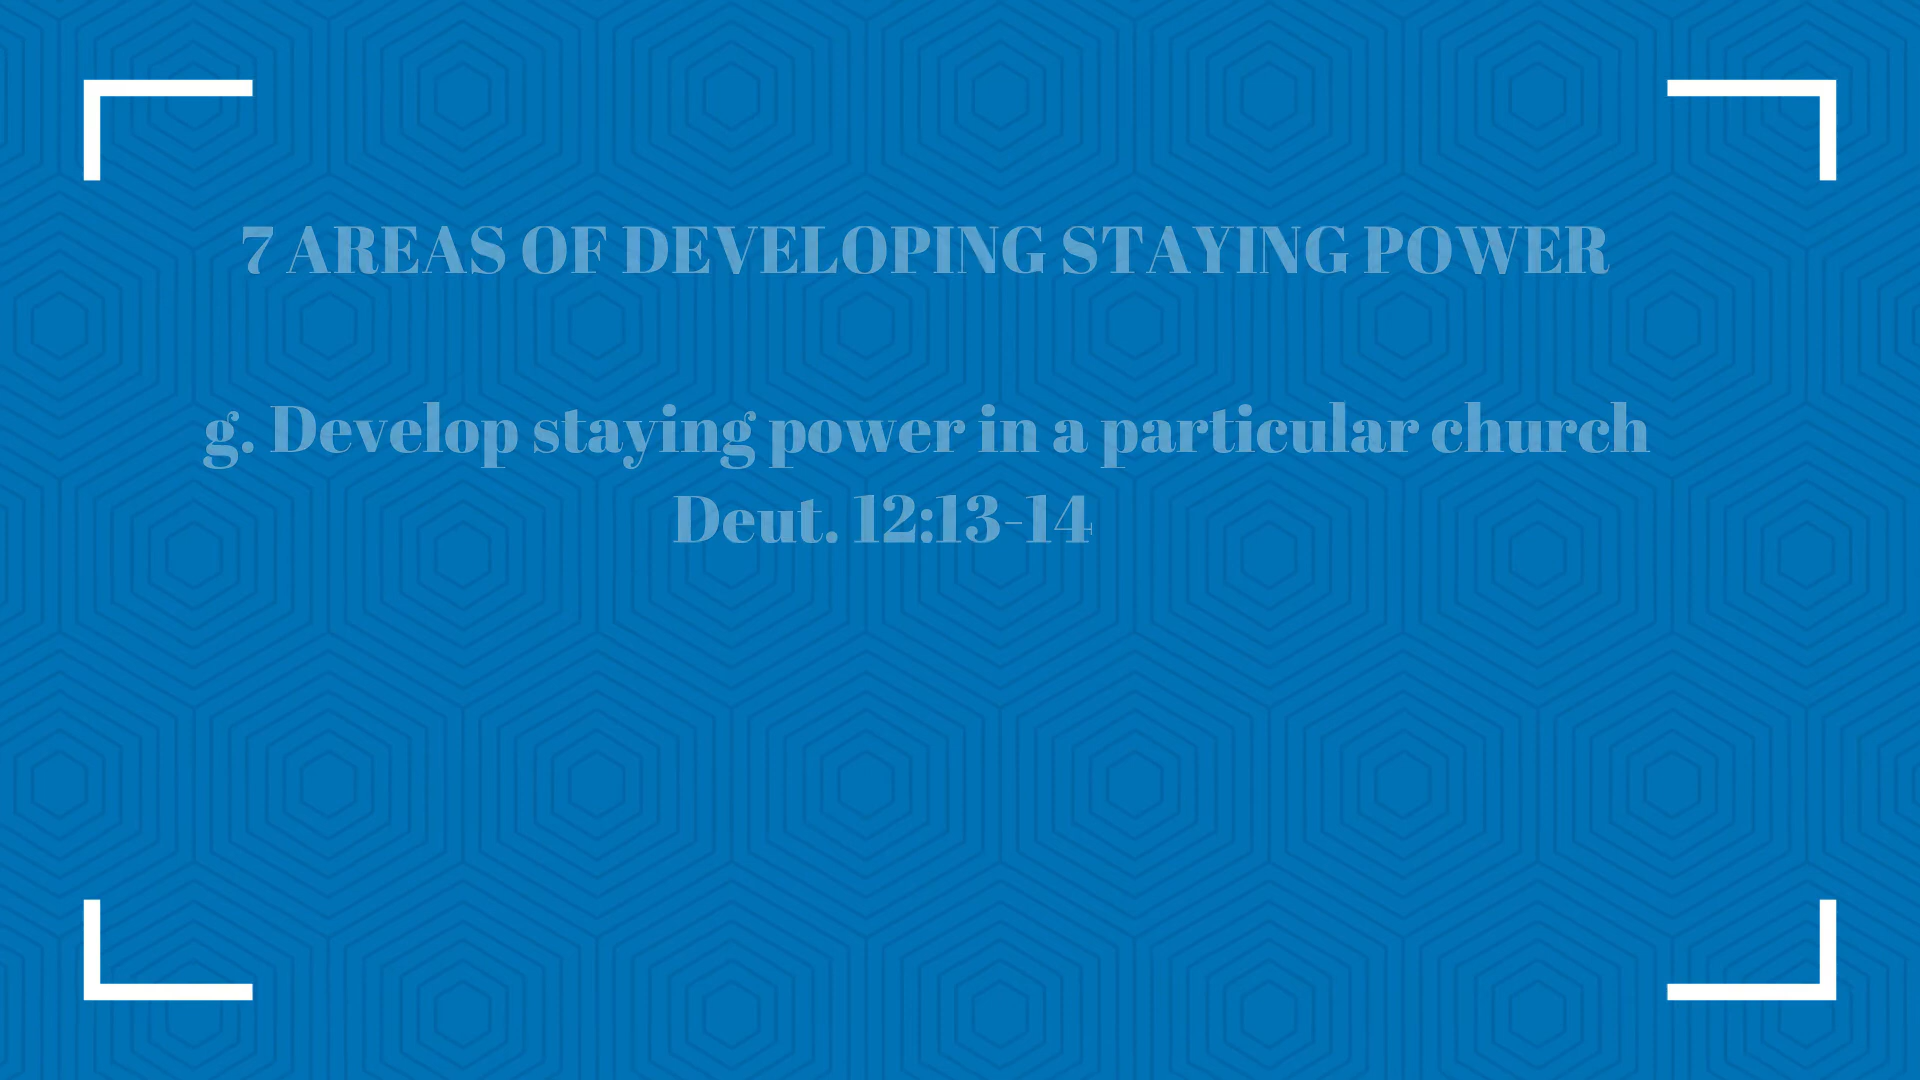 7 AREAS OF DEVELOPING STAYING POWER
g. Develop staying power in a particular church
Deut. 12:13-14